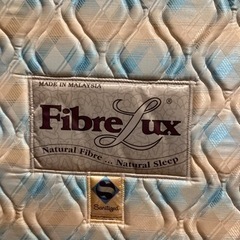 MADE IN MALAYSIA
FibreLux®
Natural Fibre... Natural Sleep
S